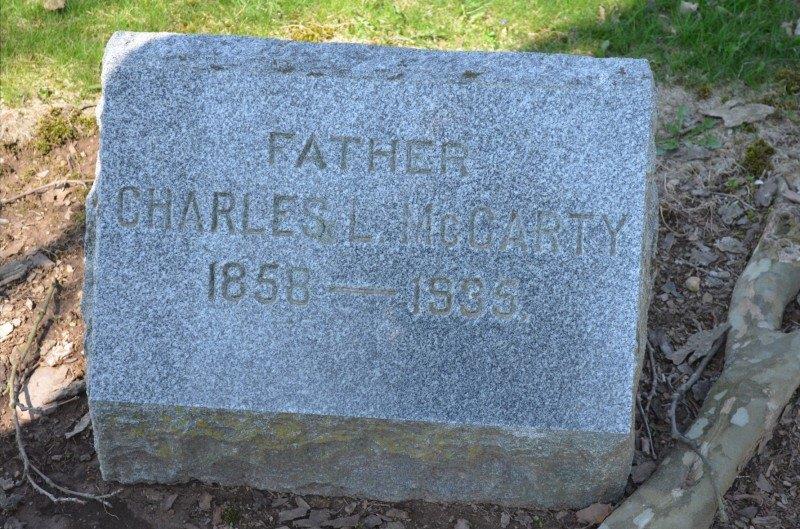 FATHER
CHARLES L. McCARTY
1858 — 1935.